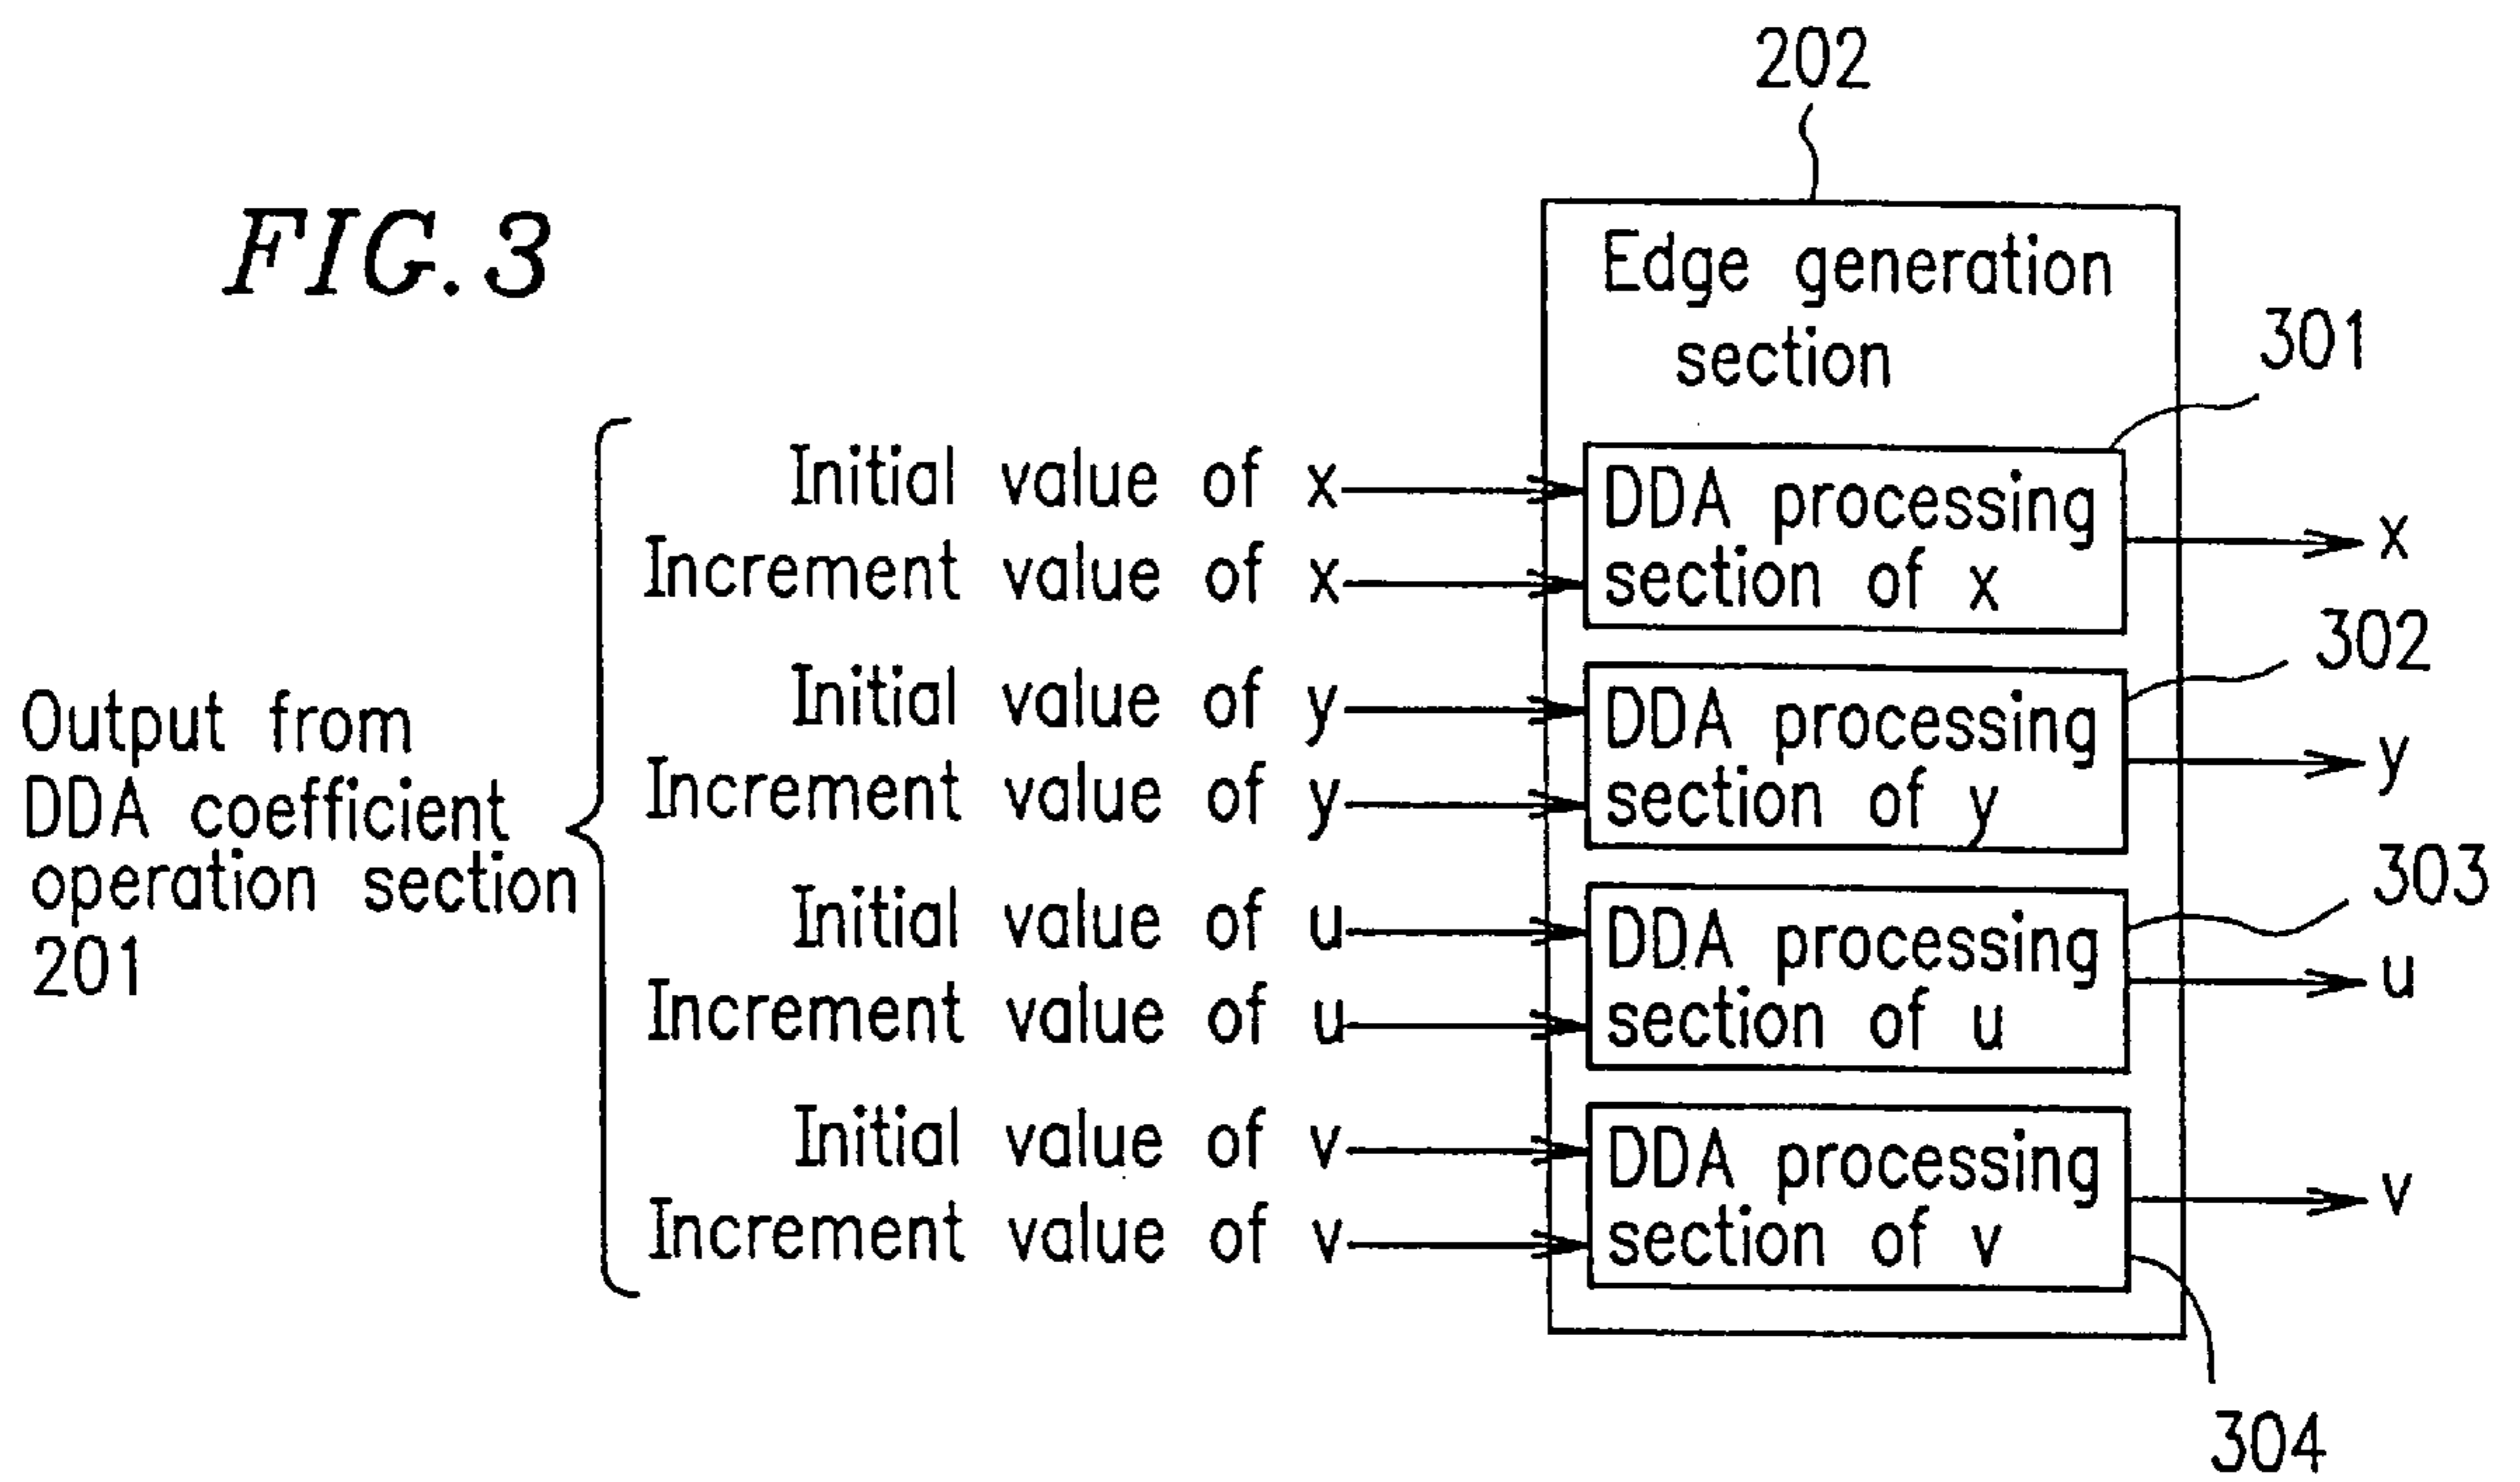 FIG.3
202
Edge generation
section
301
Initial value of x
Increment value of x
DDA processing
section of x
x
302
Initial value of y
Increment value of y
DDA processing
section of y
y
Output from
DDA coefficient
operation section
201
303
Initial value of u
Increment value of u
DDA processing
section of u
u
Initial value of v
Increment value of v
DDA processing
section of v
v
304